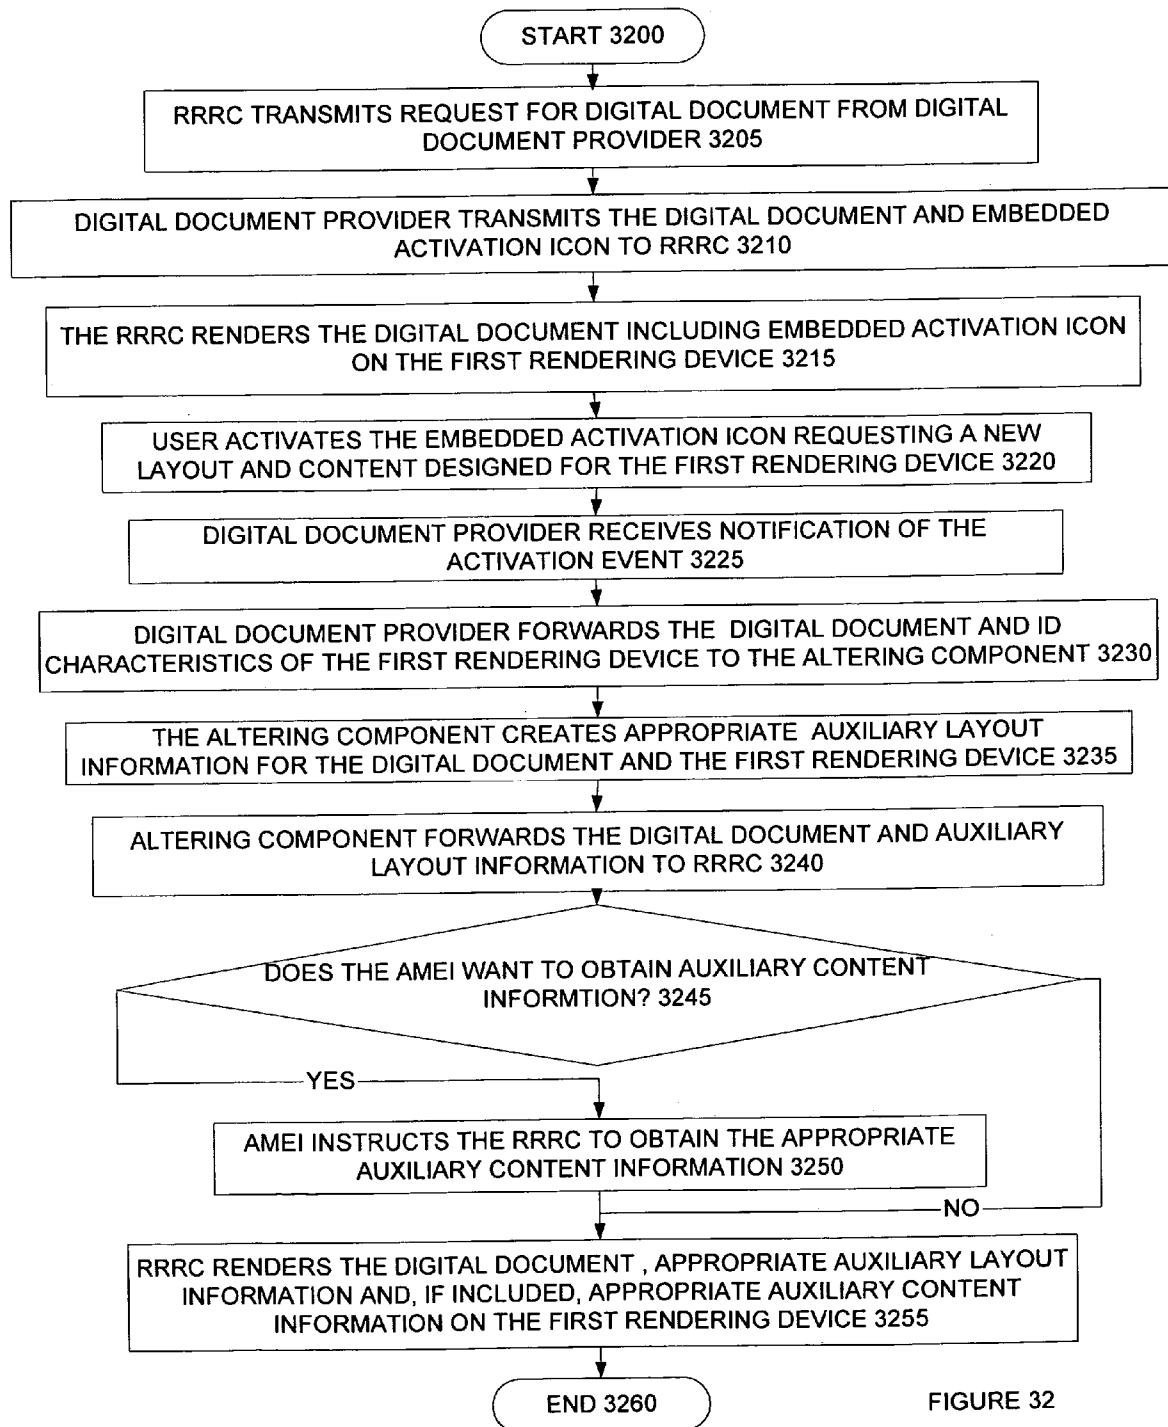 START 3200
RRRC TRANSMITS REQUEST FOR DIGITAL DOCUMENT FROM DIGITAL
DOCUMENT PROVIDER 3205
DIGITAL DOCUMENT PROVIDER TRANSMITS THE DIGITAL DOCUMENT AND EMBEDDED
ACTIVATION ICON TO RRRC 3210
THE RRRC RENDERS THE DIGITAL DOCUMENT INCLUDING EMBEDDED ACTIVATION ICON
ON THE FIRST RENDERING DEVICE 3215
USER ACTIVATES THE EMBEDDED ACTIVATION ICON REQUESTING A NEW
LAYOUT AND CONTENT DESIGNED FOR THE FIRST RENDERING DEVICE 3220
DIGITAL DOCUMENT PROVIDER RECEIVES NOTIFICATION OF THE
ACTIVATION EVENT 3225
DIGITAL DOCUMENT PROVIDER FORWARDS THE DIGITAL DOCUMENT AND ID
CHARACTERISTICS OF THE FIRST RENDERING DEVICE TO THE ALTERING COMPONENT 3230
THE ALTERING COMPONENT CREATES APPROPRIATE AUXILIARY LAYOUT
INFORMATION FOR THE DIGITAL DOCUMENT AND THE FIRST RENDERING DEVICE 3235
ALTERING COMPONENT FORWARDS THE DIGITAL DOCUMENT AND AUXILIARY
LAYOUT INFORMATION TO RRRC 3240
DOES THE AMEI WANT TO OBTAIN AUXILIARY CONTENT
INFORMTION? 3245
YES
AMEI INSTRUCTS THE RRRC TO OBTAIN THE APPROPRIATE
AUXILIARY CONTENT INFORMATION 3250
NO
RRRC RENDERS THE DIGITAL DOCUMENT , APPROPRIATE AUXILIARY LAYOUT
INFORMATION AND, IF INCLUDED, APPROPRIATE AUXILIARY CONTENT
INFORMATION ON THE FIRST RENDERING DEVICE 3255
END 3260
FIGURE 32